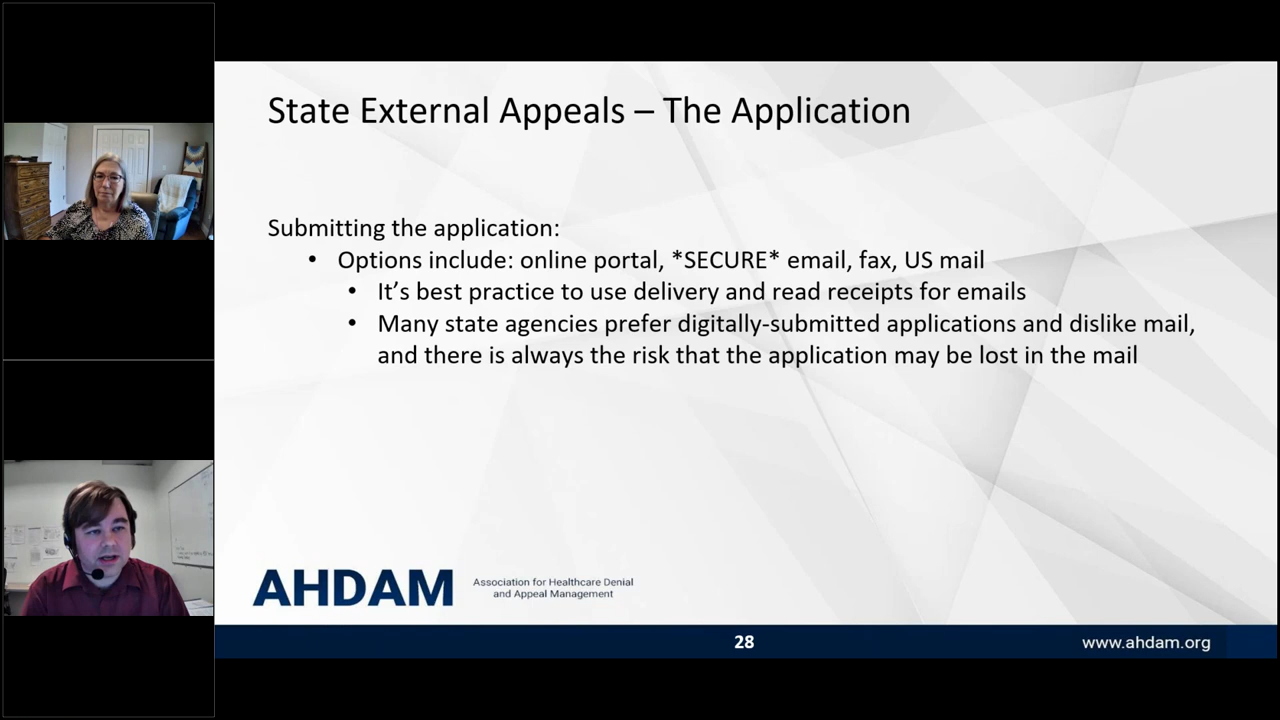 State External Appeals – The Application
Submitting the application:
• Options include: online portal, *SECURE* email, fax, US mail
• It’s best practice to use delivery and read receipts for emails
• Many state agencies prefer digitally-submitted applications and dislike mail,
and there is always the risk that the application may be lost in the mail
AHDAM
Association for Healthcare Denial
and Appeal Management
28
www.ahdam.org